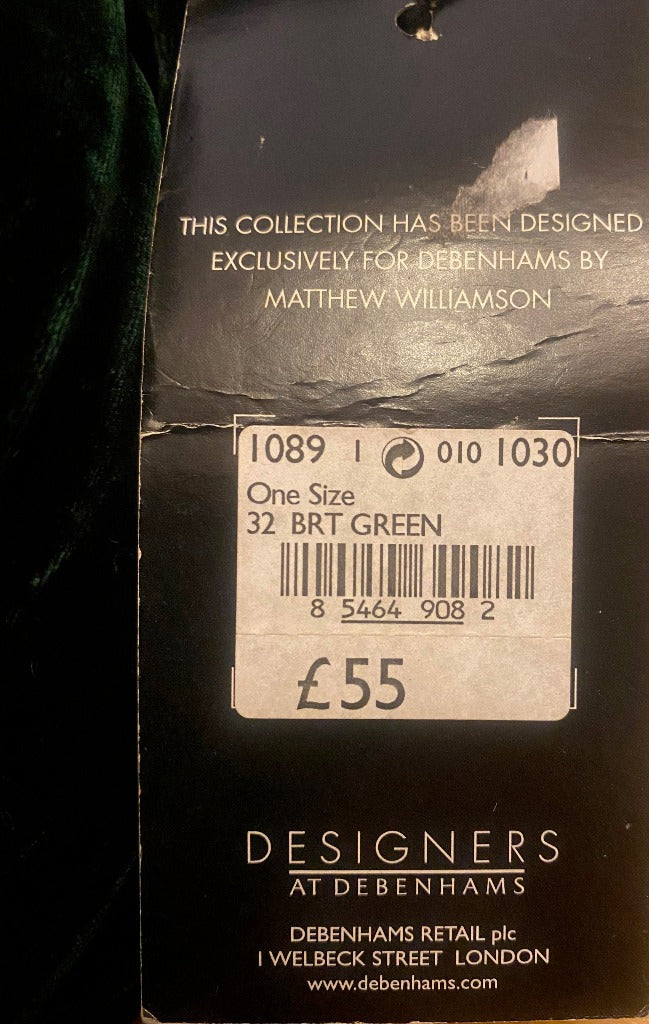 THIS COLLECTION HAS BEEN DESIGNED
EXCLUSIVELY FOR DEBENHAMS BY
MATTHEW WILLIAMSON
1089 1 010 1030
One Size
32 BRT GREEN
8 5464 908 2
£55
DESIGNERS
AT DEBENHAMS
DEBENHAMS RETAIL plc
1 WELBECK STREET LONDON
www.debenhams.com